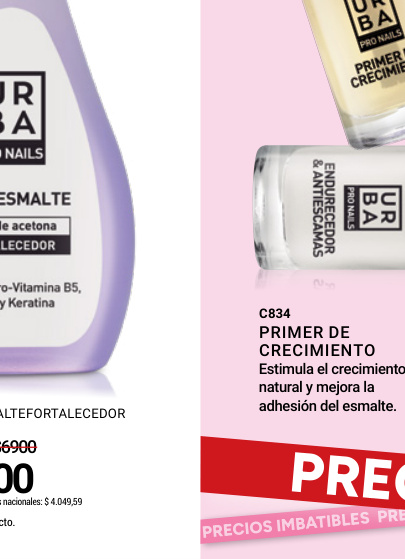 UR
BA
PRO NAILS
ESMALTE
de acetona
ALECEDOR
ro-Vitamina B5,
y Keratina
ALTEFORTALECEDOR
$6900
00
s nacionales: $ 4.049,59
cto.
UR
BA
PRO NAILS
PRIMER
CRECIMIE
ENDURECEDOR
& ANTIESCAMAS
UR
BA
PRO NAILS
C834
PRIMER DE
CRECIMIENTO
Estimula el crecimiento
natural y mejora la
adhesión del esmalte.
PREC
PRECIOS IMBATIBLES PRE